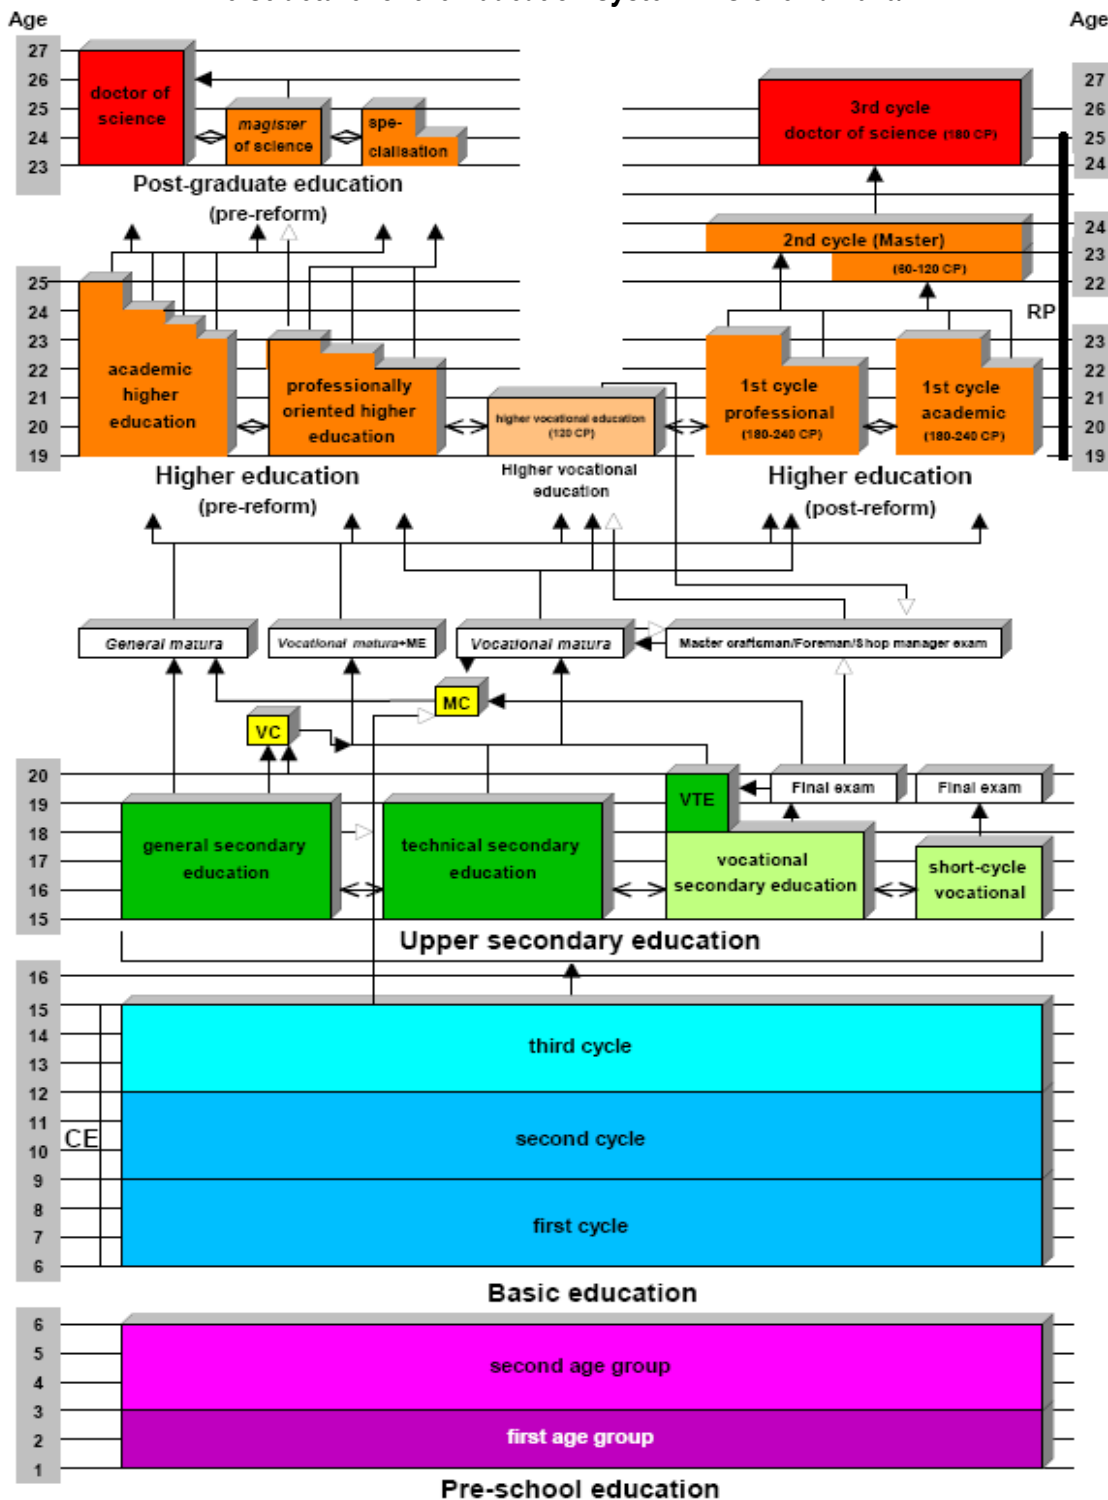 Age
Age
27
26
25
24
23
doctor of
science
magister
of science
spe-
cialisation
Post-graduate education
(pre-reform)
27
26
25
24
3rd cycle
doctor of science (180 CP)
24
23
22
2nd cycle (Master)
(60-120 CP)
RP
25
24
23
22
21
20
19
academic
higher
education
professionally
oriented higher
education
higher vocational education
(120 CP)
1st cycle
professional
(180-240 CP)
1st cycle
academic
(180-240 CP)
23
22
21
20
19
Higher education
(pre-reform)
Higher vocational
education
Higher education
(post-reform)
General matura
Vocational matura+ME
Vocational matura
Master craftsman/Foreman/Shop manager exam
MC
VC
20
19
18
17
16
15
general secondary
education
technical secondary
education
VTE
vocational
secondary education
Final exam
Final exam
short-cycle
vocational
Upper secondary education
16
15
14
13
12
11
10
9
8
7
6
CE
third cycle
second cycle
first cycle
Basic education
6
5
4
3
2
1
second age group
first age group
Pre-school education